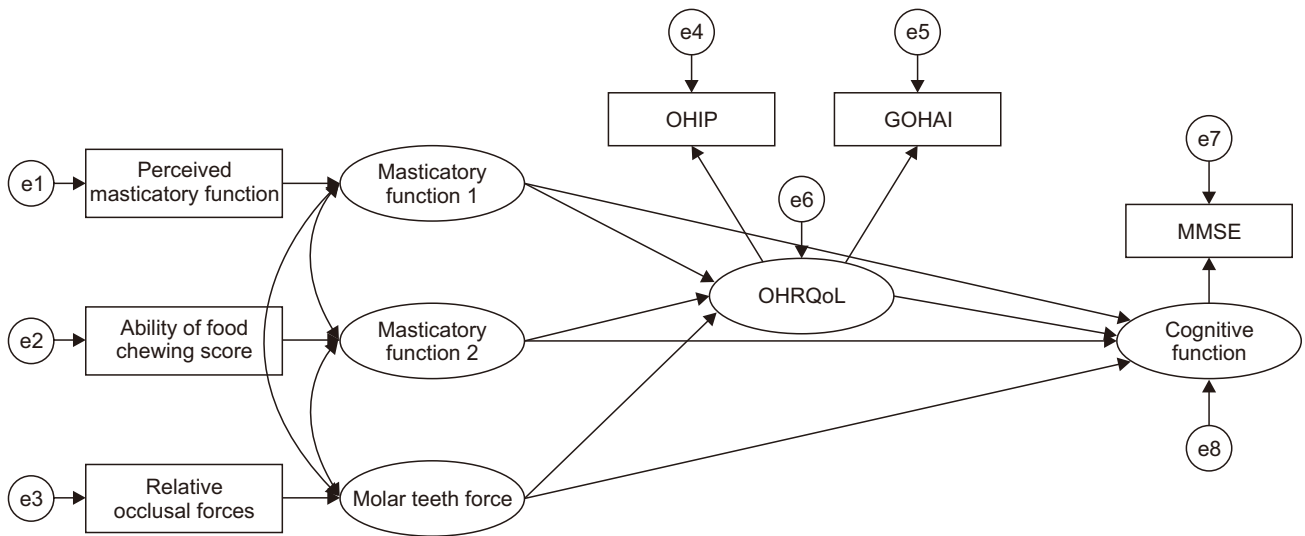 e4
e5
OHIP
GOHAI
e7
Perceived
masticatory function
Masticatory
function 1
e1
e6
MMSE
OHRQoL
e2
Ability of food
chewing score
Masticatory
function 2
Cognitive
function
e8
e3
Relative
occlusal forces
Molar teeth force